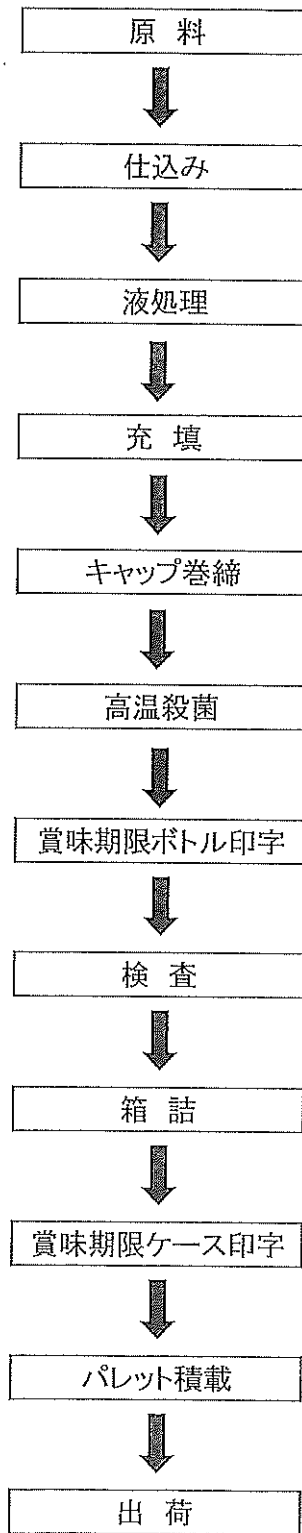 原 料
仕込み
液処理
充 填
キャップ巻締
高温殺菌
賞味期限ボトル印字
検 査
箱 詰
賞味期限ケース印字
パレット積載
出 荷